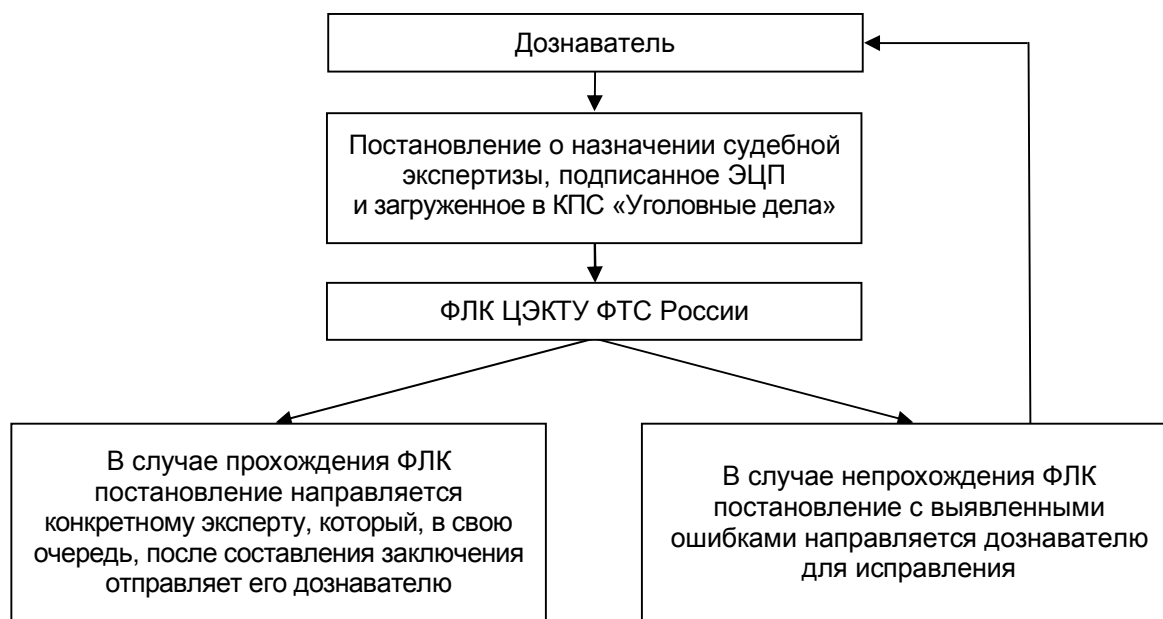 Дознаватель
Постановление о назначении судебной
экспертизы, подписанное ЭЦП
и загруженное в КПС «Уголовные дела»
ФЛК ЦЭКТУ ФТС России
В случае прохождения ФЛК
постановление направляется
конкретному эксперту, который, в свою
очередь, после составления заключения
отправляет его дознавателю
В случае непрохождения ФЛК
постановление с выявленными
ошибками направляется дознавателю
для исправления